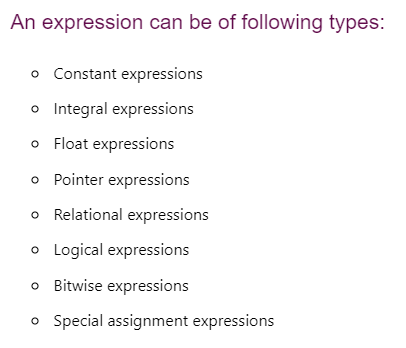 An expression can be of following types:
Constant expressions
Integral expressions
Float expressions
Pointer expressions
Relational expressions
Logical expressions
Bitwise expressions
Special assignment expressions